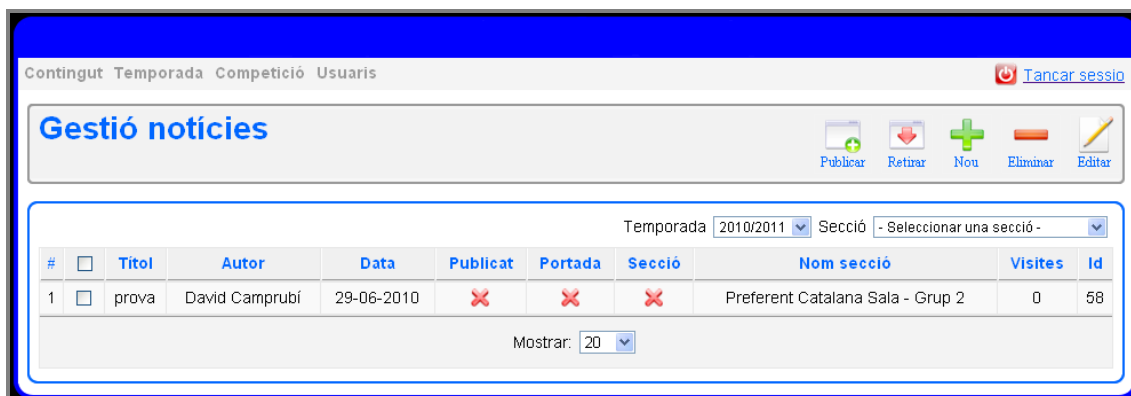 Contingut Temporada Competició Usuaris Tancar sessio
Gestió notícies
Publicar Retirar Nou Eliminar Editar
Temporada 2010/2011 Secció - Seleccionar una secció -
# Títol Autor Data Publicat Portada Secció Nom secció Visites Id
1 prova David Camprubí 29-06-2010 Preferent Catalana Sala - Grup 2 0 58
Mostrar: 20